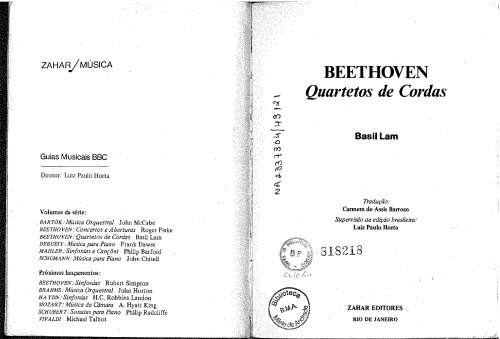 ZAHAR/MÚSICA
Guias Musicais BBC
Diretor: Luiz Paulo Horta
Volumes da série:
BARTÓK: Música Orquestral John McCabe
BEETHOVEN: Concertos e Aberturas Roger Fiske
BEETHOVEN: Quartetos de Cordas Basil Lam
DEBUSSY: Música para Piano Frank Dawes
MAHLER: Sinfonias e Canções Philip Barford
SCHUMANN: Música para Piano John Chissell
Próximos lançamentos:
BEETHOVEN: Sinfonias Robert Simpson
BRAHMS: Música Orquestral John Horton
HAYDN: Sinfonias H.C. Robbins Landon
MOZART: Música de Câmara A. Hyatt King
SCHUBERT: Sonatas para Piano Philip Radcliffe
VIVALDI Michael Talbot
BEETHOVEN
Quartetos de Cordas
Basil Lam
Tradução:
Carmem de Assis Barroso
Supervisão da edição brasileira:
Luiz Paulo Horta
BP
318218
Biblioteca
B.M.A.
Mário de Andrade
ZAHAR EDITORES
RIO DE JANEIRO